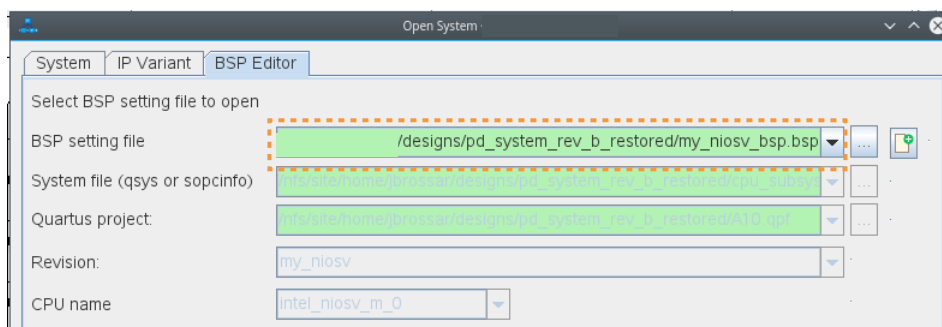 Open System
System IP Variant BSP Editor
Select BSP setting file to open
BSP setting file /designs/pd_system_rev_b_restored/my_niosv_bsp.bsp ...
System file (qsys or sopcinfo) /nfs/site/home/jbrossar/designs/pd_system_rev_b_restored/cpu_subsys ...
Quartus project: /nfs/site/home/jbrossar/designs/pd_system_rev_b_restored/A10.qpf ...
Revision: my_niosv
CPU name intel_niosv_m_0